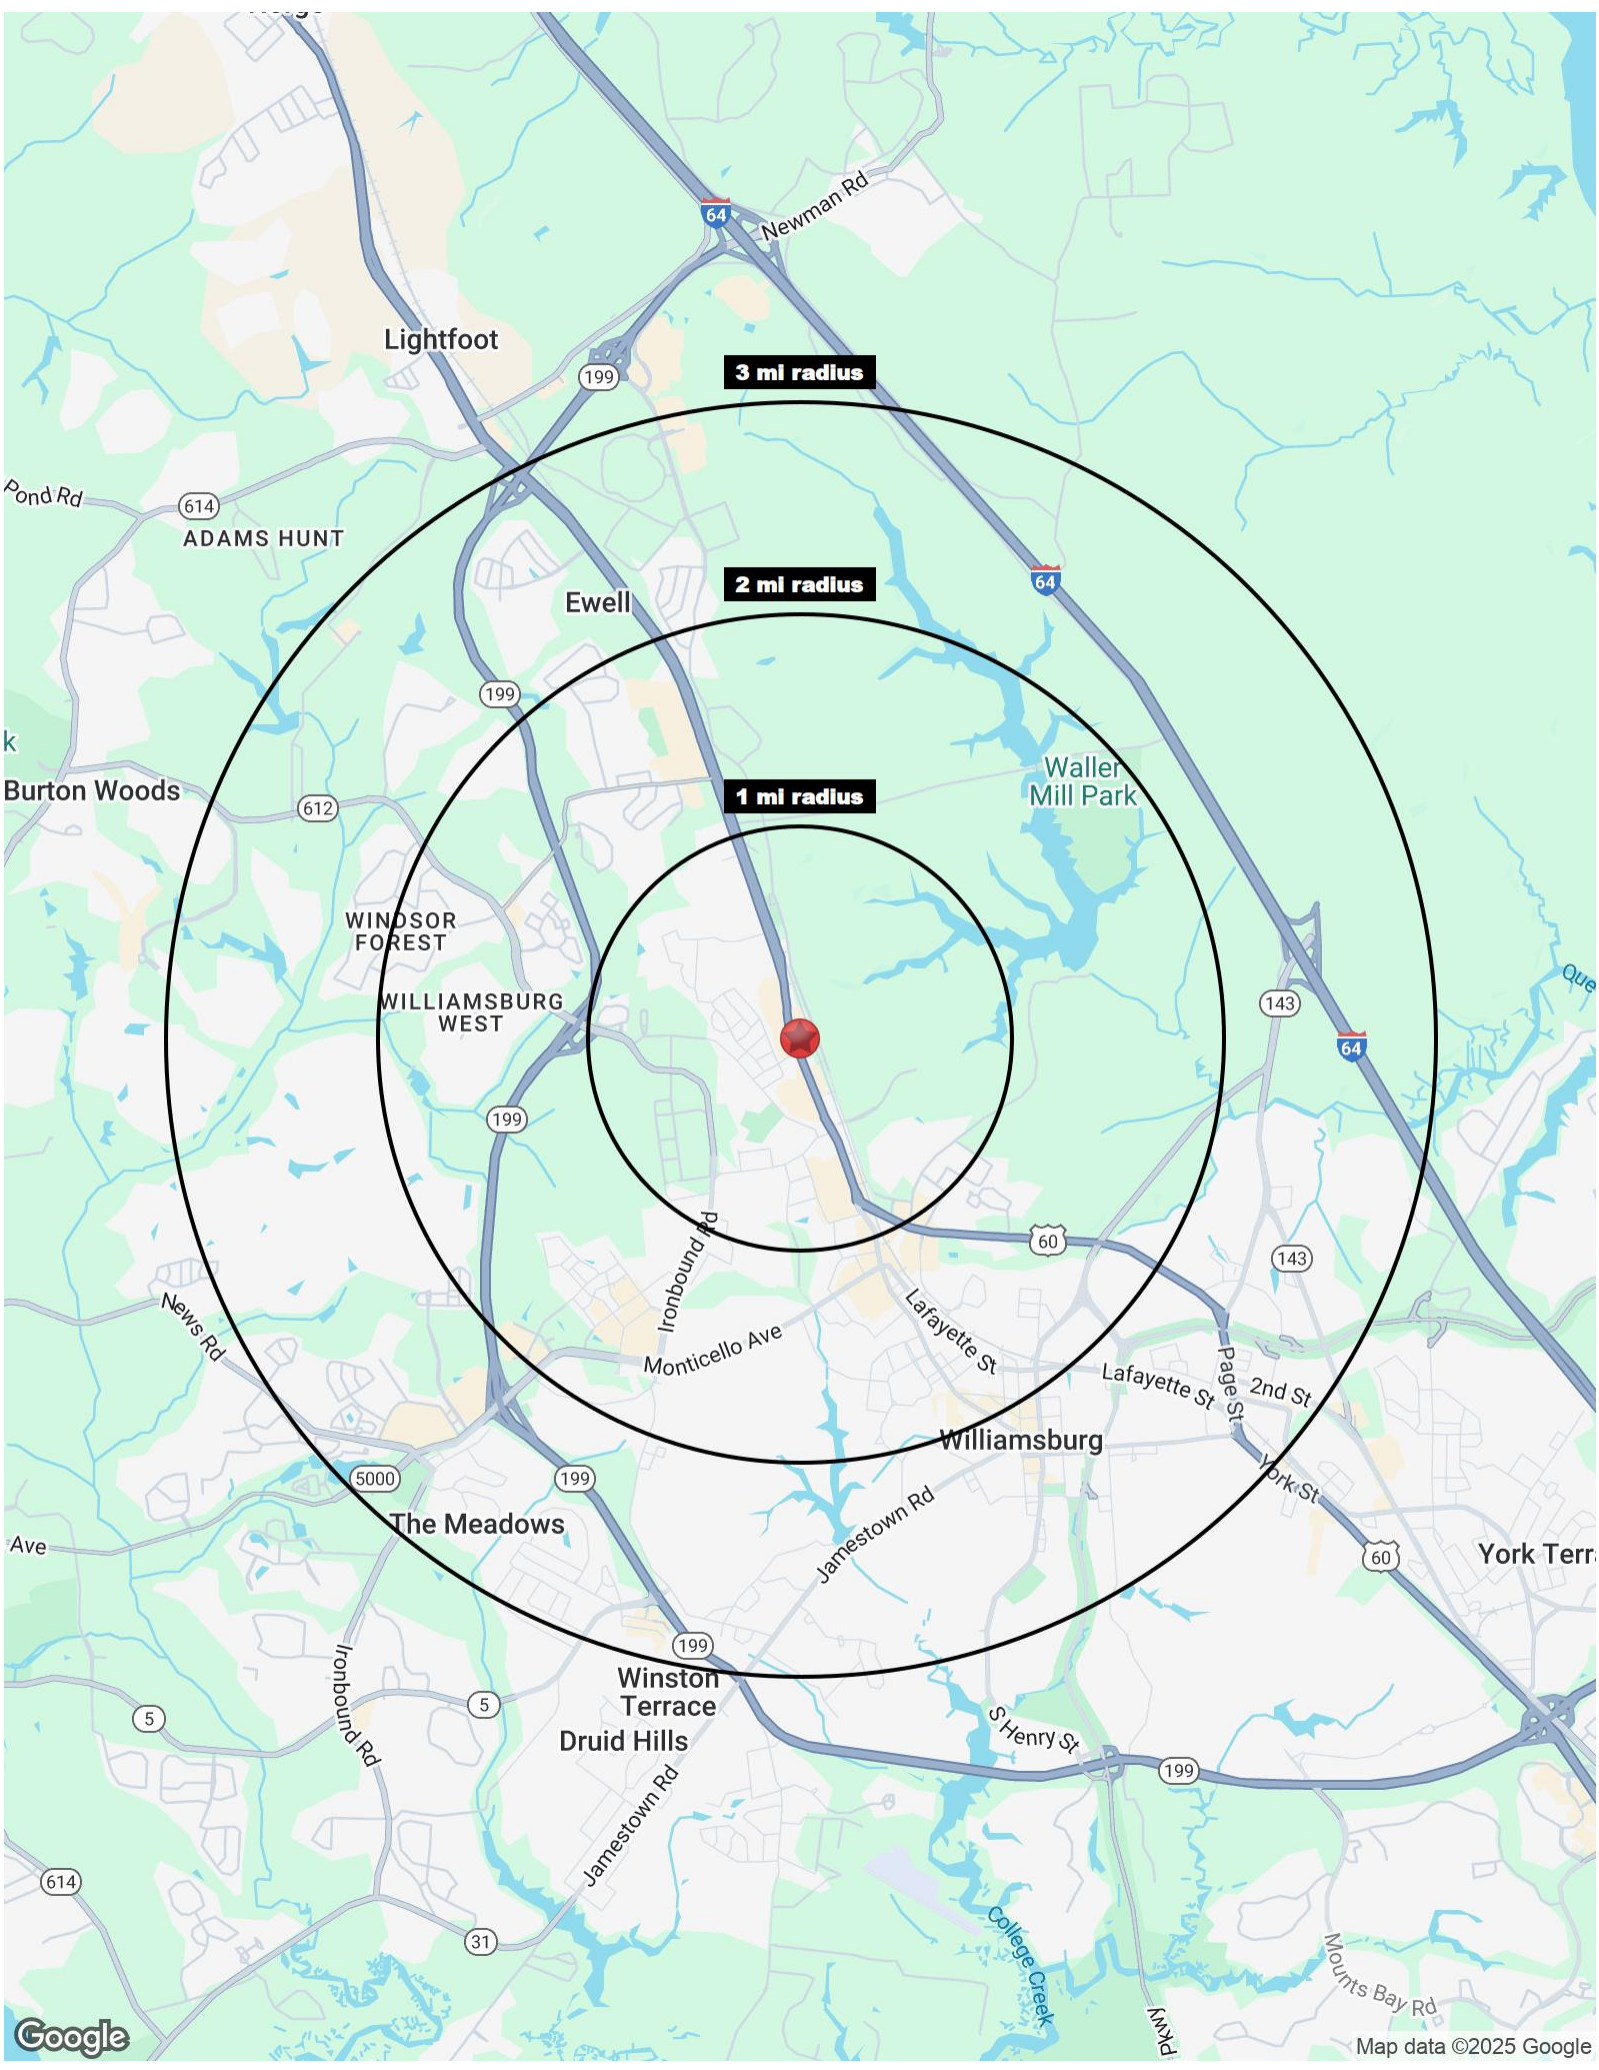 64
Newman Rd
Lightfoot
3 mi radius
199
Pond Rd
614
ADAMS HUNT
2 mi radius
64
Ewell
199
k
Waller
Mill Park
Burton Woods
1 mi radius
612
WINDSOR
FOREST
Que
WILLIAMSBURG
WEST
143
64
199
Ironbound Rd
60
143
News Rd
Lafayette St
Monticello Ave
Page St
Lafayette St
2nd St
Williamsburg
5000
199
York St
Jamestown Rd
The Meadows
Ave
60
York Terr
199
Winston
Terrace
Ironbound Rd
5
5
Druid Hills
S Henry St
199
Jamestown Rd
614
31
College Creek
Mounts Bay Rd
Pkwy
Google
Map data ©2025 Google